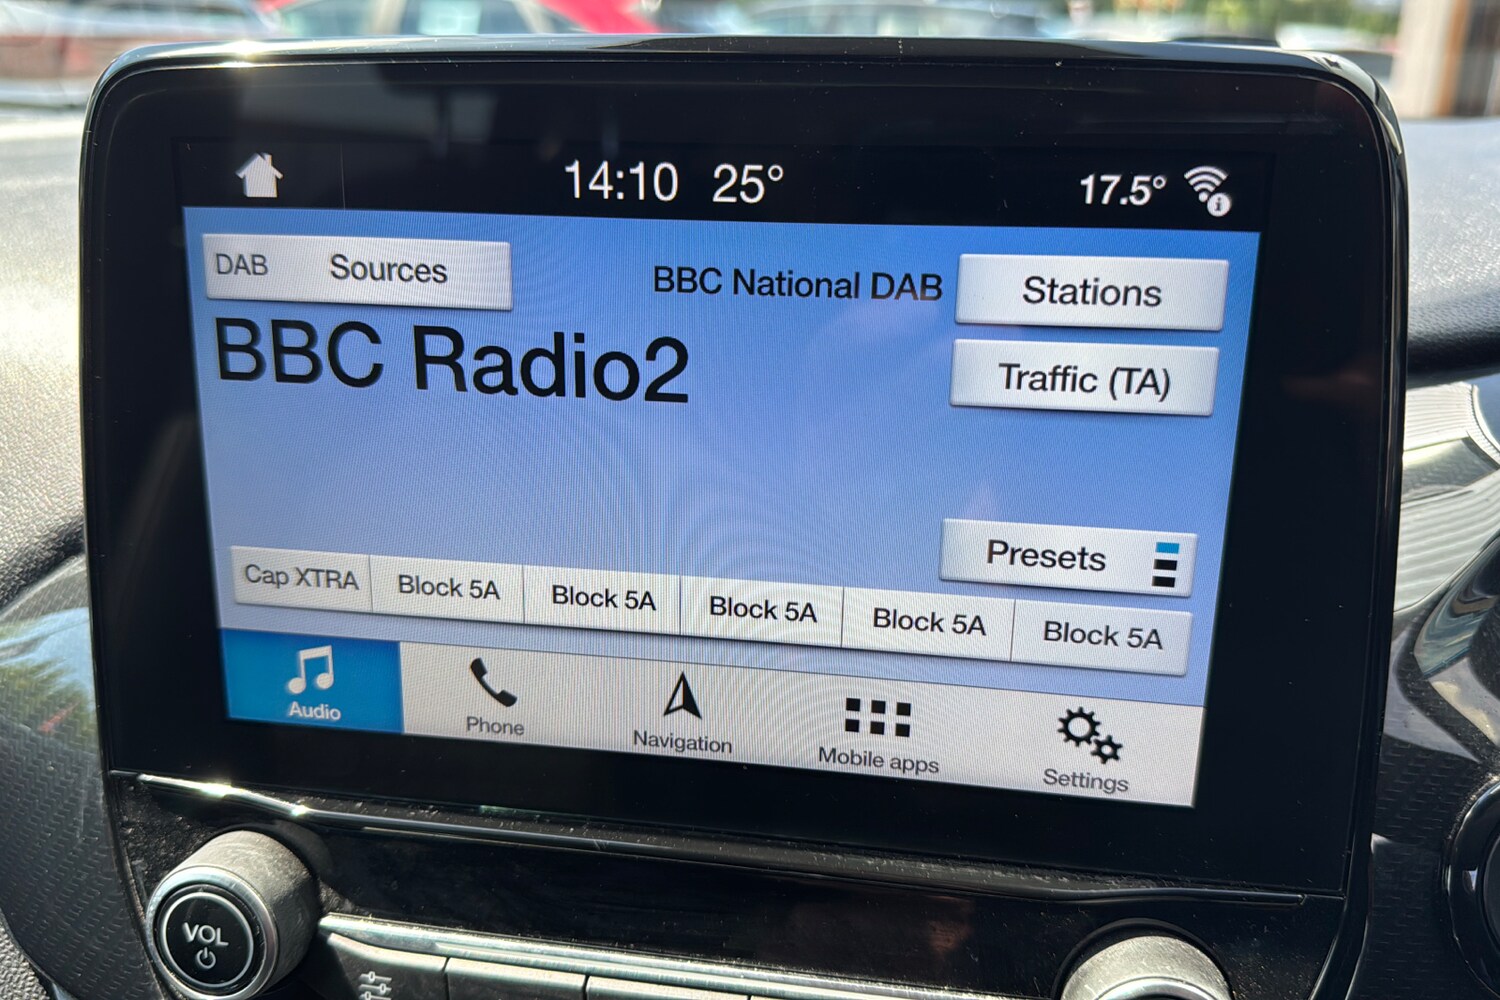 14:10 25° 17.5°
DAB Sources
BBC National DAB
Stations
BBC Radio2
Traffic (TA)
Presets
Cap XTRA
Block 5A
Block 5A
Block 5A
Block 5A
Block 5A
Audio
Phone
Navigation
Mobile apps
Settings
VOL